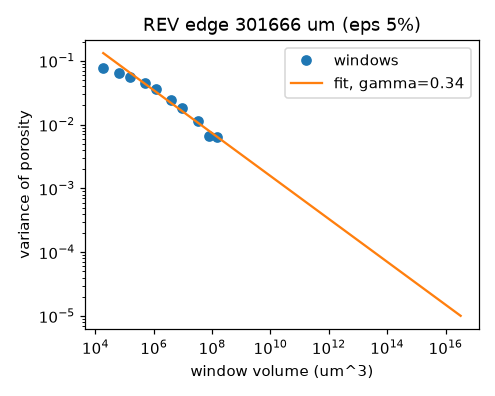 REV edge 301666 um (eps 5%)
windows
fit, gamma=0.34
variance of porosity
10^-1
10^-2
10^-3
10^-4
10^-5
10^4
10^6
10^8
10^10
10^12
10^14
10^16
window volume (um^3)